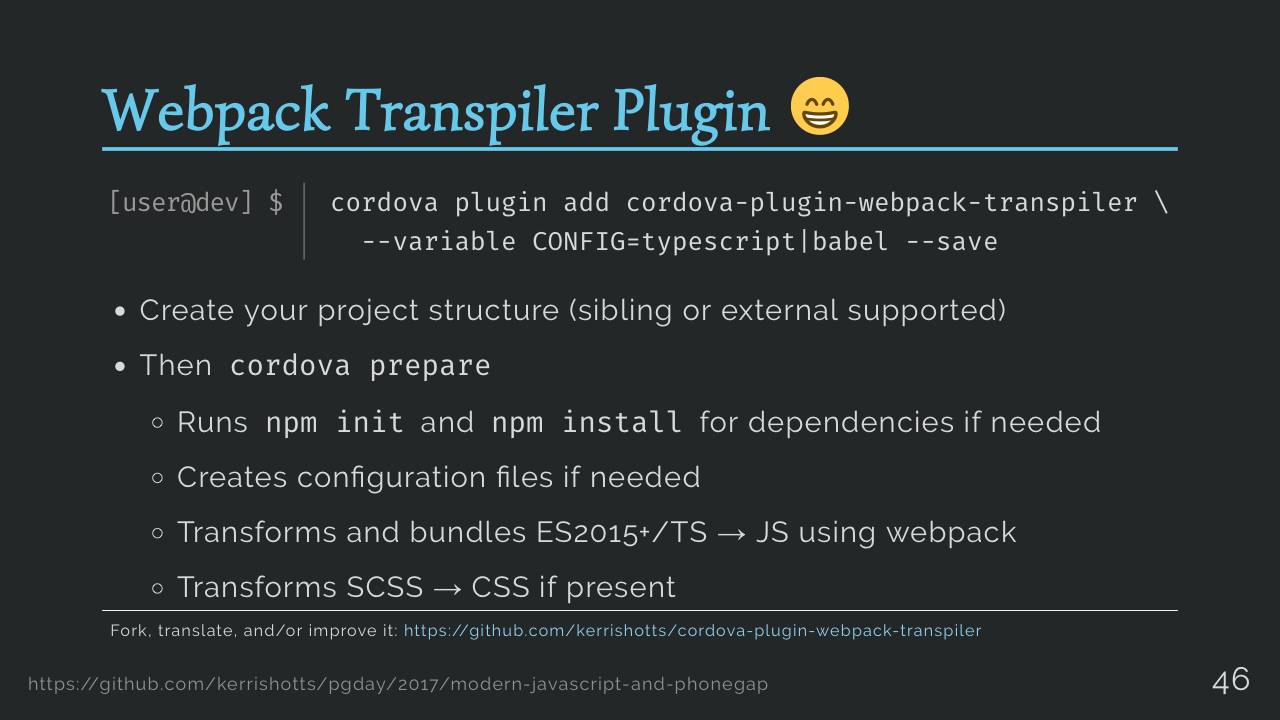 Webpack Transpiler Plugin 😁
[user@dev] $ cordova plugin add cordova-plugin-webpack-transpiler \
--variable CONFIG=typescript|babel --save
• Create your project structure (sibling or external supported)
• Then cordova prepare
◦ Runs npm init and npm install for dependencies if needed
◦ Creates configuration files if needed
◦ Transforms and bundles ES2015+/TS → JS using webpack
◦ Transforms SCSS → CSS if present
Fork, translate, and/or improve it: https://github.com/kerrishotts/cordova-plugin-webpack-transpiler
https://github.com/kerrishotts/pgday/2017/modern-javascript-and-phonegap
46